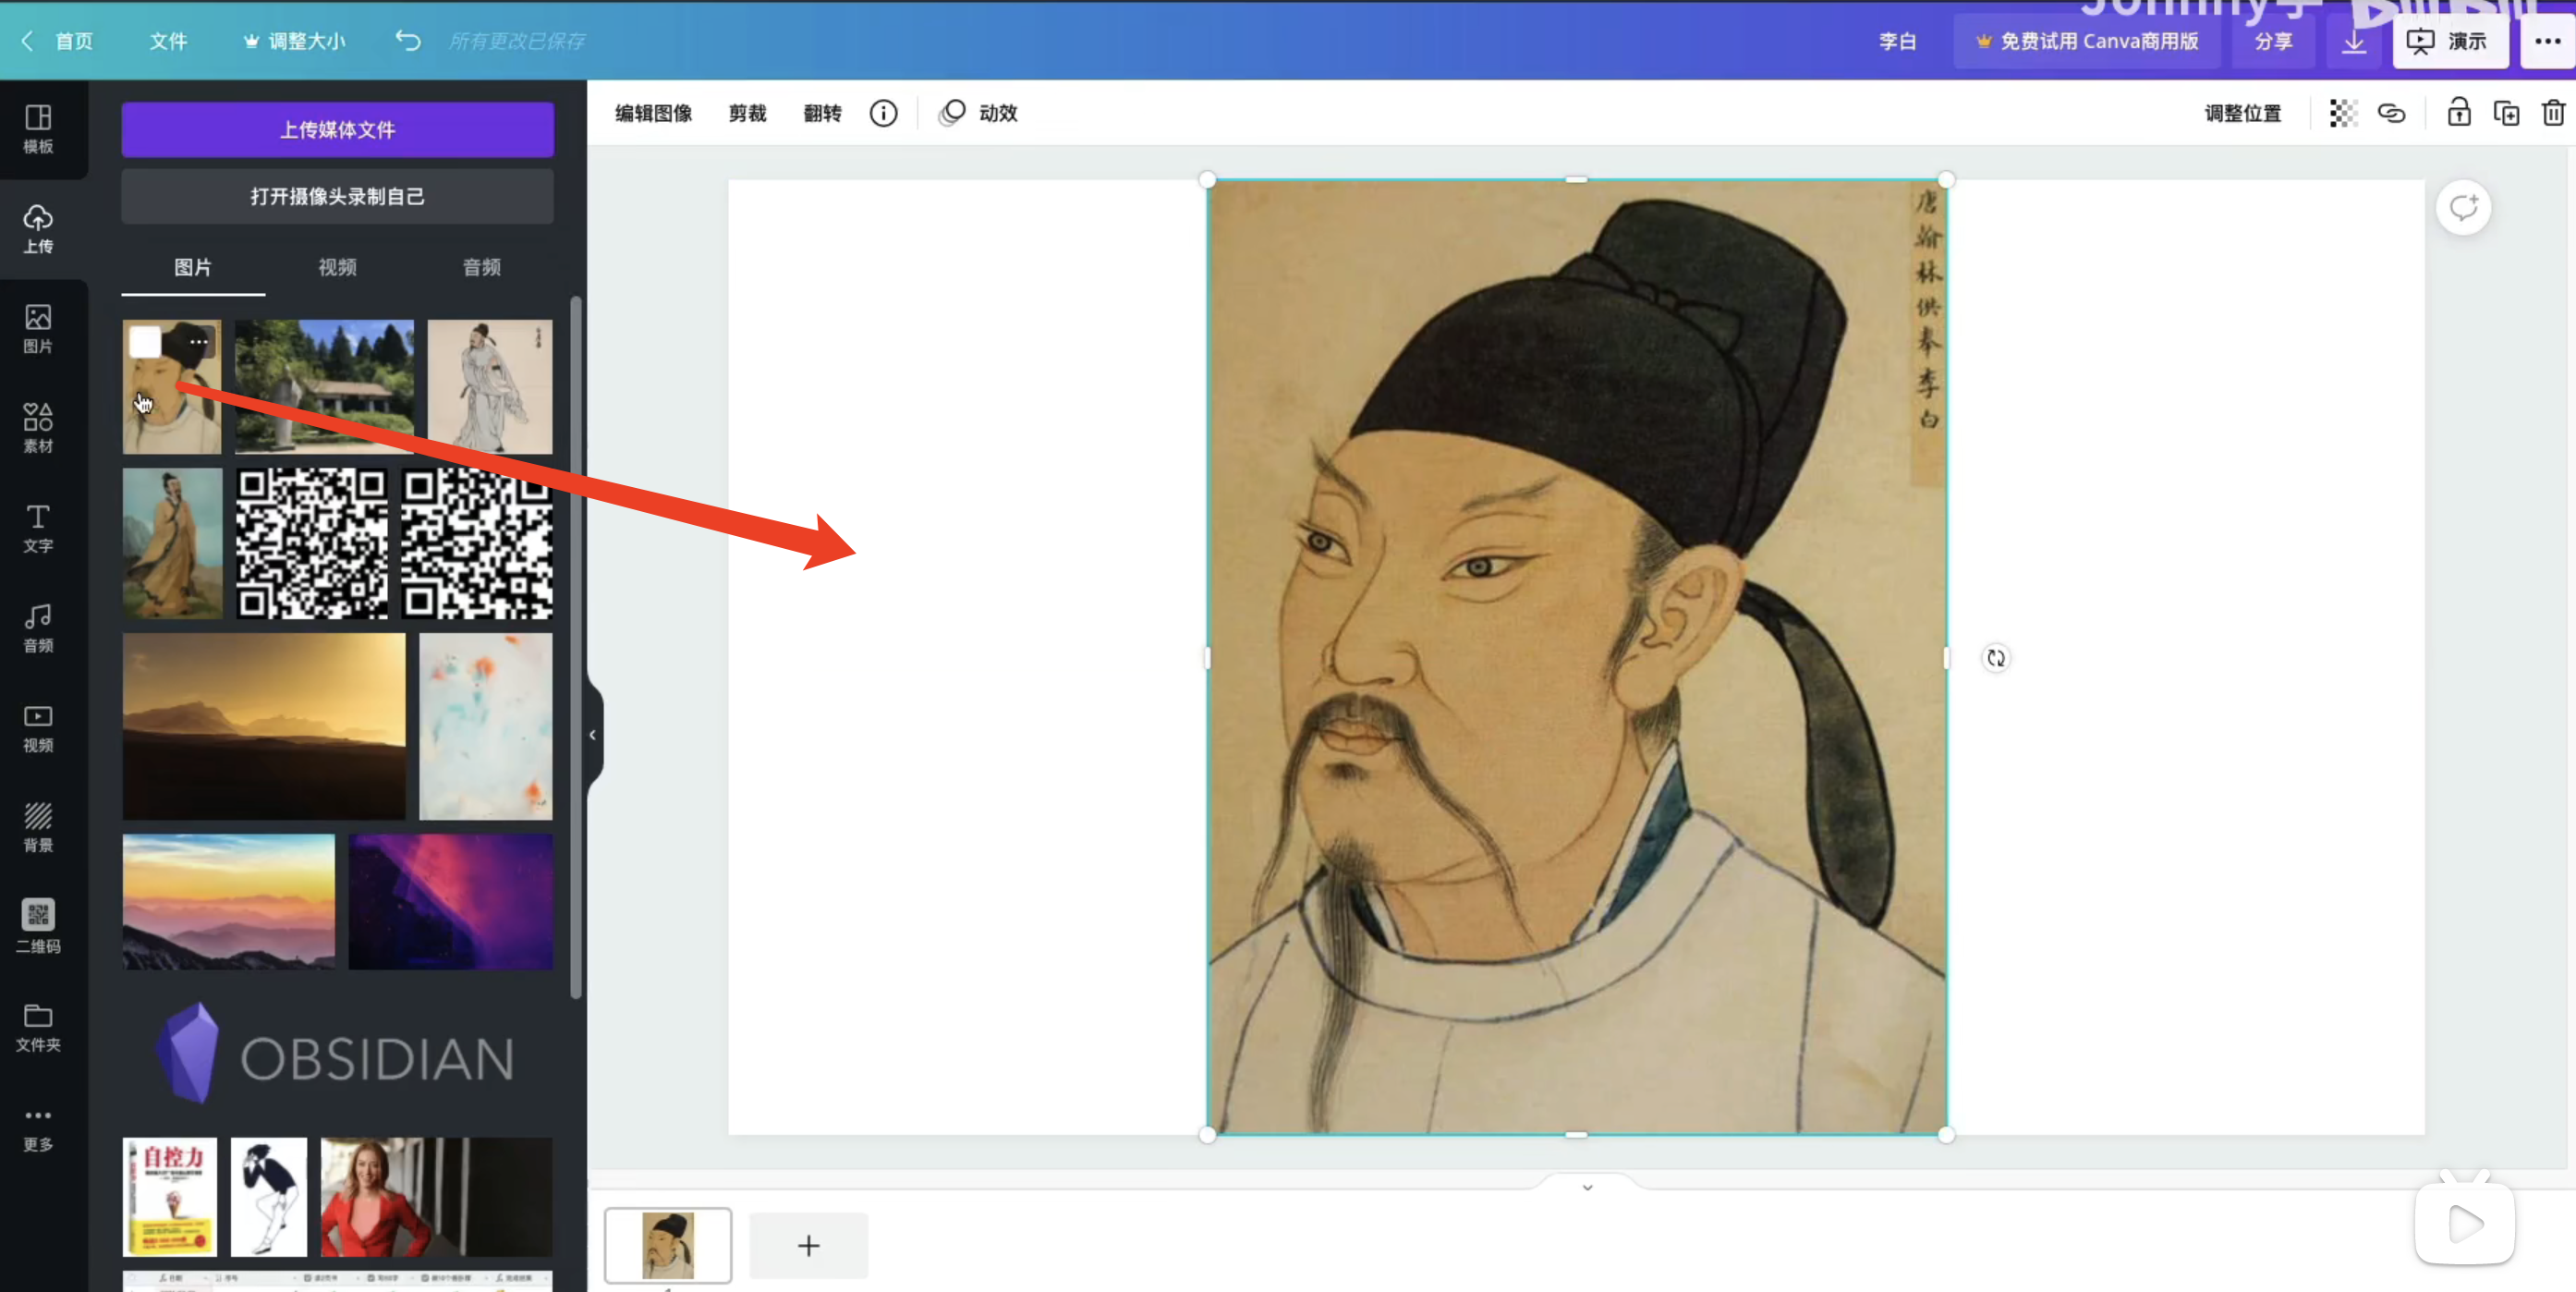 首页
文件
调整大小
所有更改已保存
李白
免费试用 Canva商用版
分享
演示
模板
上传
图片
素材
文字
音频
视频
背景
二维码
文件夹
更多
上传媒体文件
打开摄像头录制自己
图片
视频
音频
OBSIDIAN
自控力
编辑图像
剪裁
翻转
动效
调整位置
唐翰林供奉李白